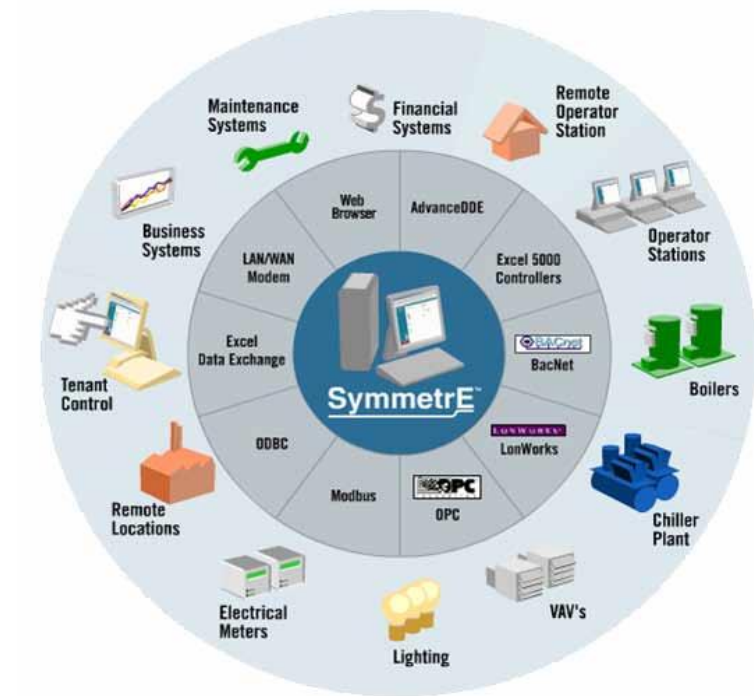 Maintenance
Systems
Financial
Systems
Remote
Operator
Station
Business
Systems
Operator
Stations
Tenant
Control
Boilers
Remote
Locations
Chiller
Plant
Electrical
Meters
Lighting
VAV's
Web
Browser
AdvanceDDE
LAN/WAN
Modem
Excel 5000
Controllers
Excel
Data Exchange
BACnet
BacNet
ODBC
LONWORKS
LonWorks
Modbus
OPC
OPC
SymmetrE™